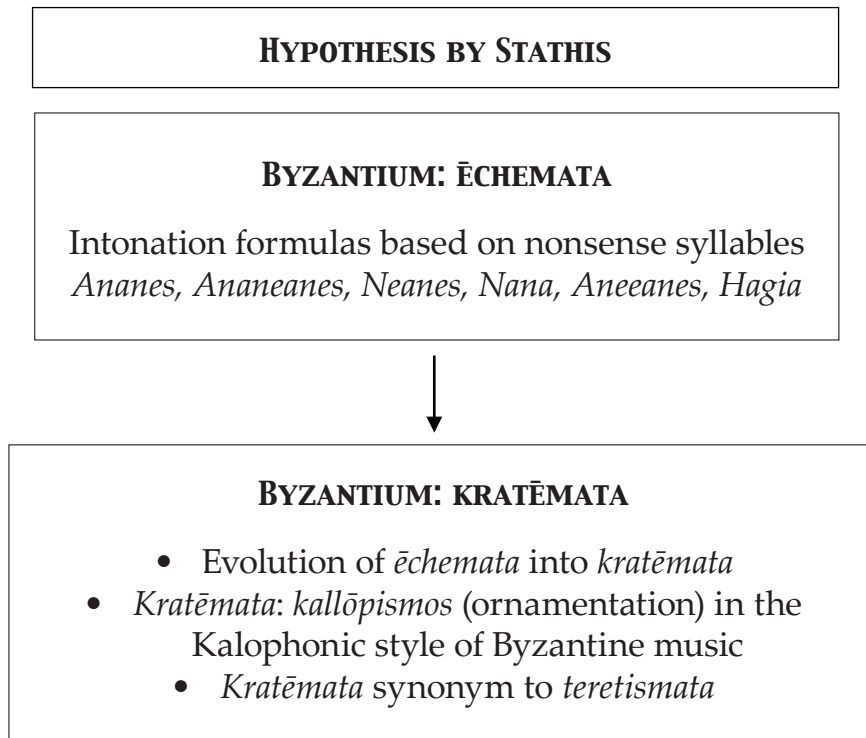 HYPOTHESIS BY STATHIS
BYZANTIUM: ĒCHEMATA
Intonation formulas based on nonsense syllables
Ananes, Ananeanes, Neanes, Nana, Aneeanes, Hagia
BYZANTIUM: KRATĒMATA
• Evolution of ēchemata into kratēmata
• Kratēmata: kallōpismos (ornamentation) in the
Kalophonic style of Byzantine music
• Kratēmata synonym to teretismata